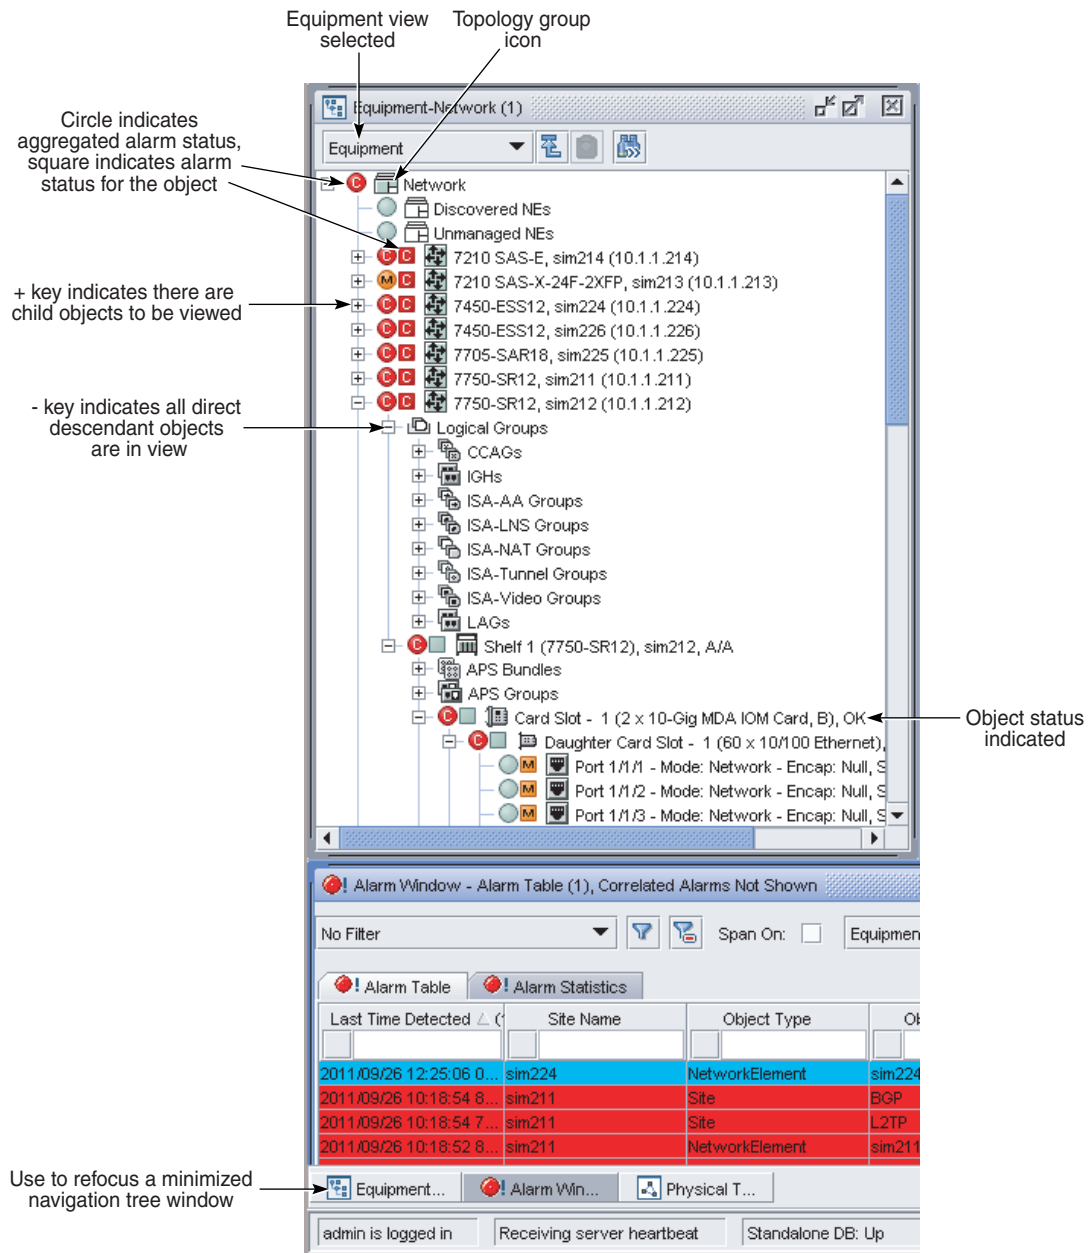 Equipment view
selected
Topology group
icon
Circle indicates
aggregated alarm status,
square indicates alarm
status for the object
+ key indicates there are
child objects to be viewed
- key indicates all direct
descendant objects
are in view
Object status
indicated
Use to refocus a minimized
navigation tree window
Equipment-Network (1)
Equipment
C Network
Discovered NEs
Unmanaged NEs
C C 7210 SAS-E, sim214 (10.1.1.214)
M C 7210 SAS-X-24F-2XFP, sim213 (10.1.1.213)
C C 7450-ESS12, sim224 (10.1.1.224)
C C 7450-ESS12, sim226 (10.1.1.226)
C C 7705-SAR18, sim225 (10.1.1.225)
C C 7750-SR12, sim211 (10.1.1.211)
C C 7750-SR12, sim212 (10.1.1.212)
Logical Groups
CCAGs
IGHs
ISA-AA Groups
ISA-LNS Groups
ISA-NAT Groups
ISA-Tunnel Groups
ISA-Video Groups
LAGs
C Shelf 1 (7750-SR12), sim212, A/A
APS Bundles
APS Groups
C Card Slot - 1 (2 x 10-Gig MDA IOM Card, B), OK
C Daughter Card Slot - 1 (60 x 10/100 Ethernet),
M Port 1/1/1 - Mode: Network - Encap: Null, S
M Port 1/1/2 - Mode: Network - Encap: Null, S
M Port 1/1/3 - Mode: Network - Encap: Null, S
Alarm Window - Alarm Table (1), Correlated Alarms Not Shown
No Filter Span On: Equipmen
Alarm Table Alarm Statistics
Last Time Detected (1 Site Name Object Type Ob
2011/09/26 12:25:06 0... sim224 NetworkElement sim224
2011/09/26 10:18:54 8... sim211 Site BGP
2011/09/26 10:18:54 7... sim211 Site L2TP
2011/09/26 10:18:52 8... sim211 NetworkElement sim211
Equipment... Alarm Win... Physical T...
admin is logged in Receiving server heartbeat Standalone DB: Up